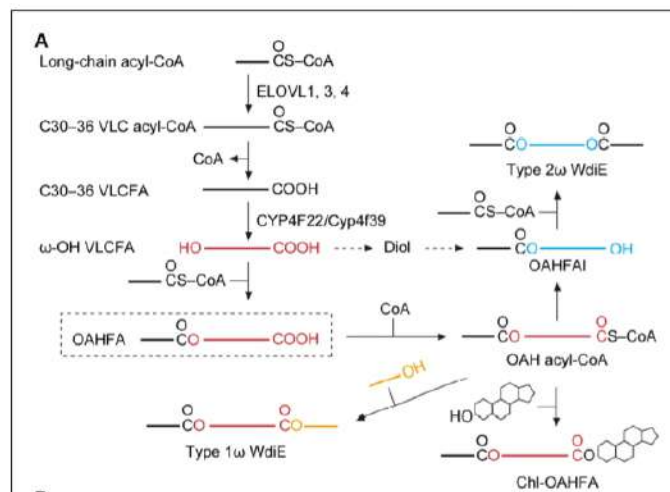 A
Long-chain acyl-CoA
O
CS–CoA
ELOVL1, 3, 4
C30–36 VLC acyl-CoA
O
CS–CoA
CoA
C30–36 VLCFA
COOH
CYP4F22/Cyp4f39
ω-OH VLCFA
HO
COOH
Diol
O
CS–CoA
OAHFA
O
CO
COOH
CoA
O
CO
O
CS–CoA
OAH acyl-CoA
O
CO
OH
OAHFAl
O
CS–CoA
O
CO
O
OC
Type 2ω WdiE
OH
O
CO
O
CO
Type 1ω WdiE
HO
O
CO
O
CO
Chl-OAHFA